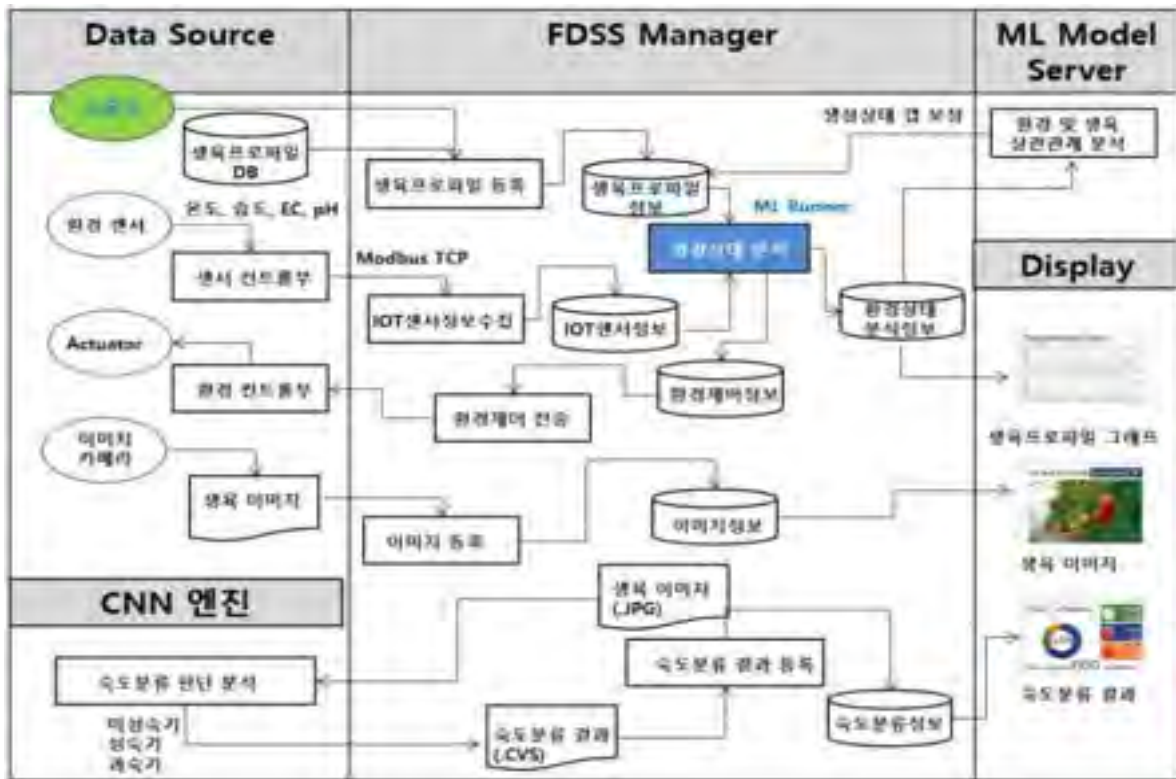 Data Source
FDSS Manager
ML Model
Server
생육프로파일
DB
생육프로파일 등록
생육프로파일
정보
생성상태 맵 보정
환경 및 생육
상관관계 분석
환경 센서
온도, 습도, EC, pH
ML Runner
센서 컨트롤부
Modbus TCP
IOT센서정보수집
IOT센서정보
환경상태
분석정보
Display
Actuator
환경 컨트롤부
환경제어 전송
환경제어정보
생육프로파일 그래프
이미지
카메라
생육 이미지
이미지 등록
이미지정보
생육 이미지
CNN 엔진
생육 이미지
(.JPG)
숙도분류 판단 분석
숙도분류 결과 등록
미성숙기
성숙기
과숙기
숙도분류 결과
(.CVS)
숙도분류정보
숙도분류 결과